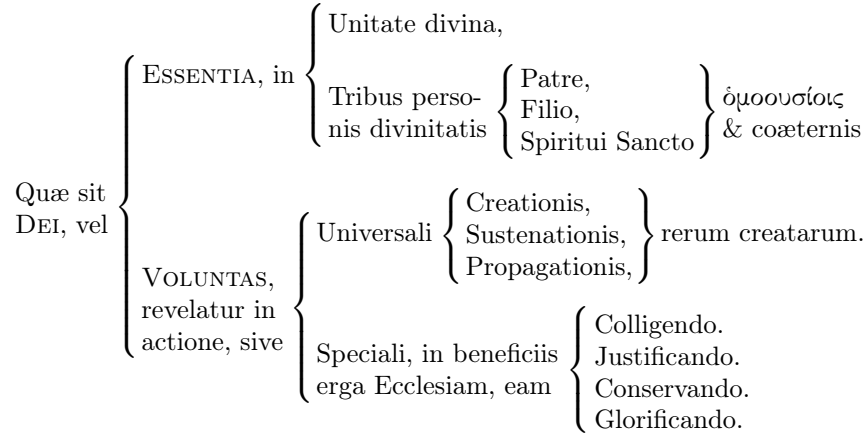 Quæ sit
DEI, vel
ESSENTIA, in
Unitate divina,
Tribus perso-
nis divinitatis
Patre,
Filio,
Spiritui Sancto
ὁμοουσίοις
& coæternis
VOLUNTAS,
revelatur in
actione, sive
Universali
Creationis,
Sustenationis,
Propagationis,
rerum creatarum.
Speciali, in beneficiis
erga Ecclesiam, eam
Colligendo.
Justificando.
Conservando.
Glorificando.